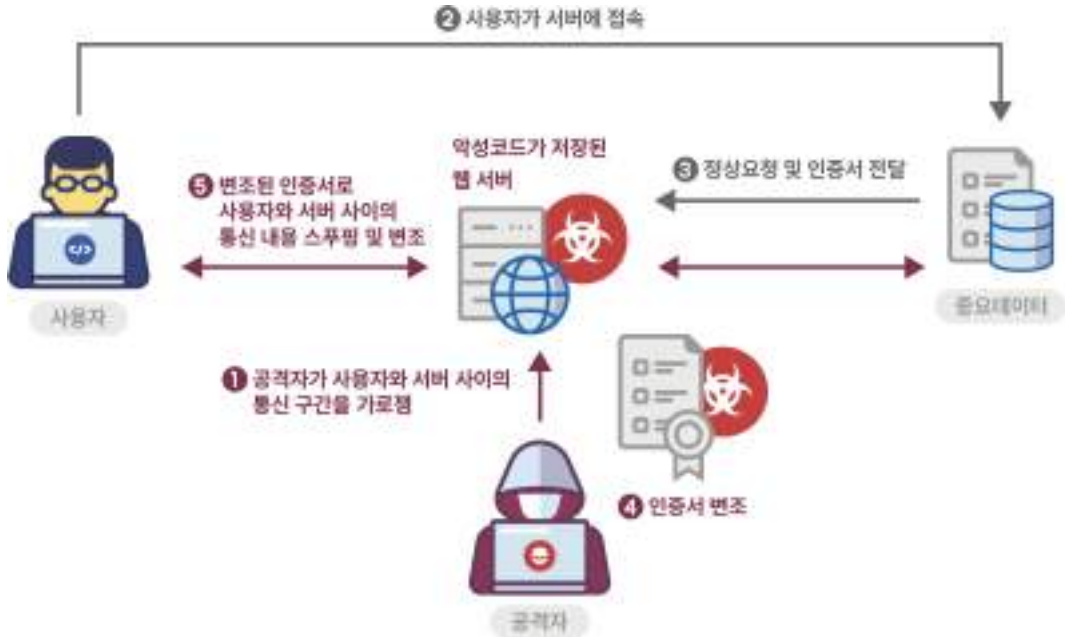 ❷ 사용자가 서버에 접속
악성코드가 저장된
웹 서버
❸ 정상요청 및 인증서 전달
❺ 변조된 인증서로
사용자와 서버 사이의
통신 내용 스푸핑 및 변조
사용자
중요데이터
❶ 공격자가 사용자와 서버 사이의
통신 구간을 가로챔
❹ 인증서 변조
공격자